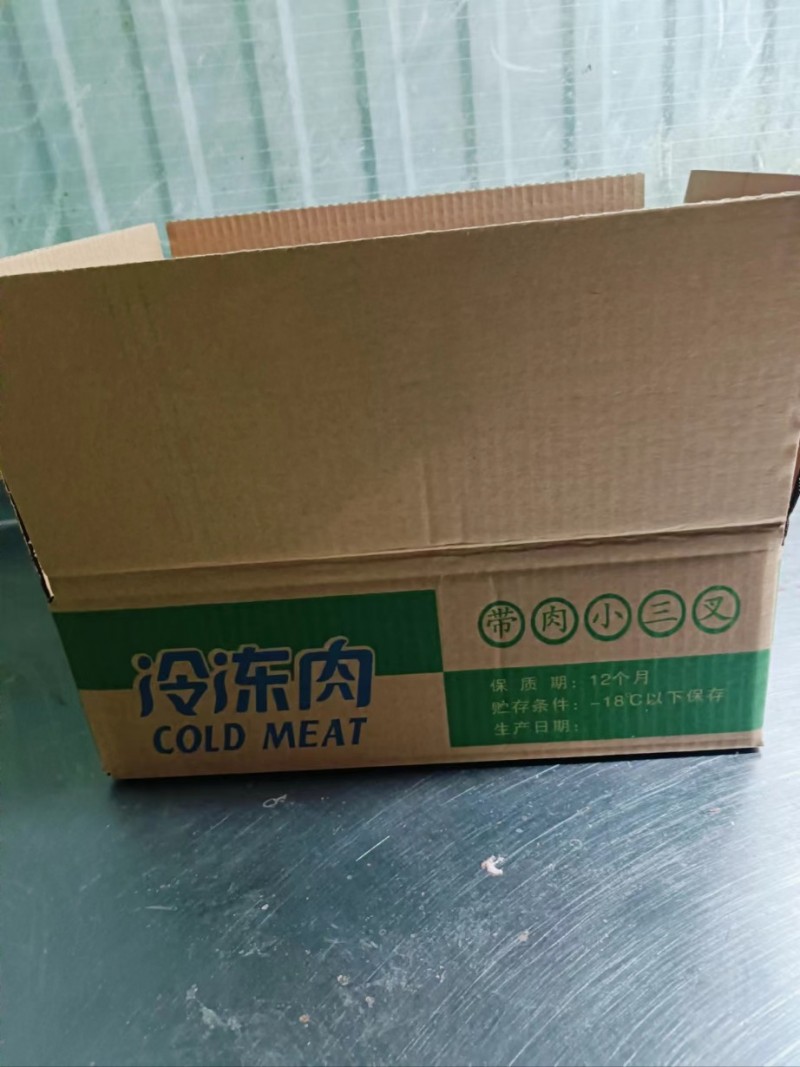 冷冻肉
COLD MEAT
带肉小三叉
保质期：12个月
贮存条件：-18℃以下保存
生产日期：